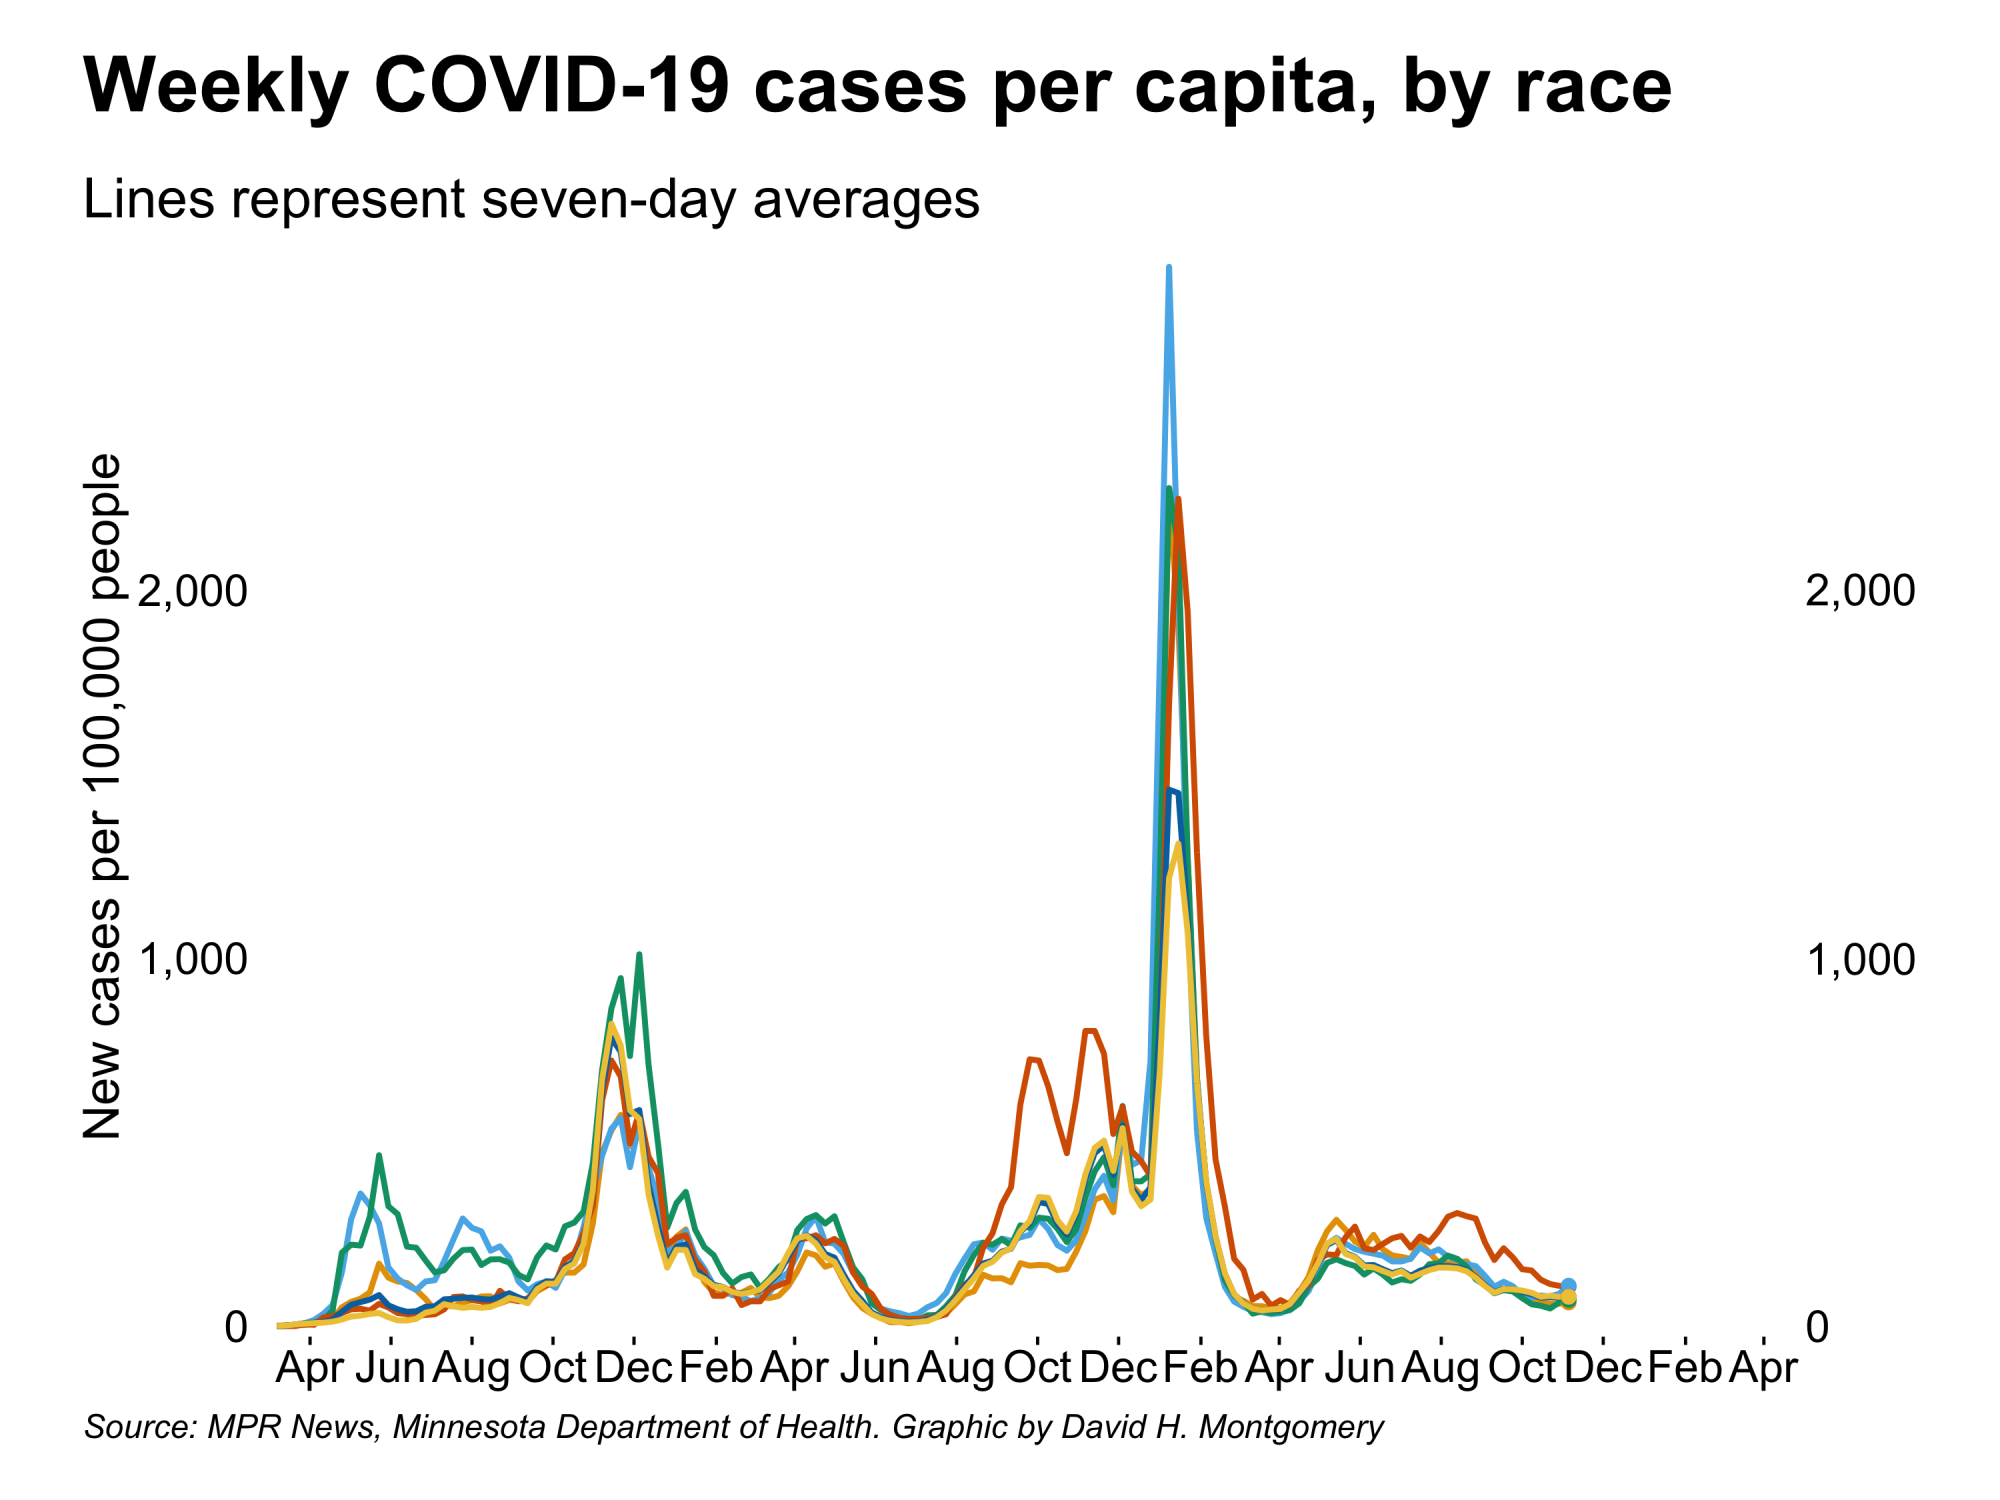 Weekly COVID-19 cases per capita, by race
Lines represent seven-day averages
New cases per 100,000 people
2,000
2,000
1,000
1,000
0
0
Apr Jun Aug Oct Dec Feb Apr Jun Aug Oct Dec Feb Apr Jun Aug Oct Dec Feb Apr
Source: MPR News, Minnesota Department of Health. Graphic by David H. Montgomery